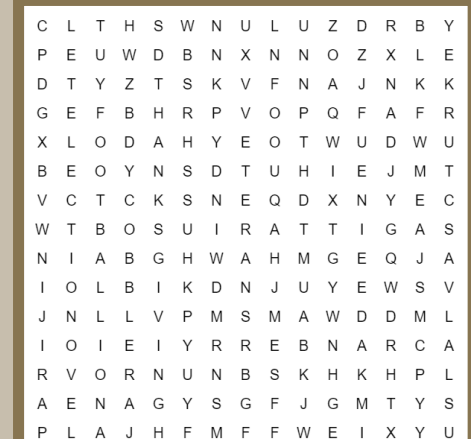 C L T H S W N U L U Z D R B Y
P E U W D B N X N N O Z X L E
D T Y Z T S K V F N A J N K K
G E F B H R P V O P Q F A F R
X L O D A H Y E O T W U D W U
B E O Y N S D T U H I E J M T
V C T C K S N E Q D X N Y E C
W T B O S U I R A T T I G A S
N I A B G H W A H M G E Q J A
I O L B I K D N J U Y E W S V
J N L L V P M S M A W D D M L
I O I E I Y R R E B N A R C A
R V O R N U N B S K H K H P L
A E N A G Y S G F J G M T Y S
P L A J H F M F F W E I X Y U